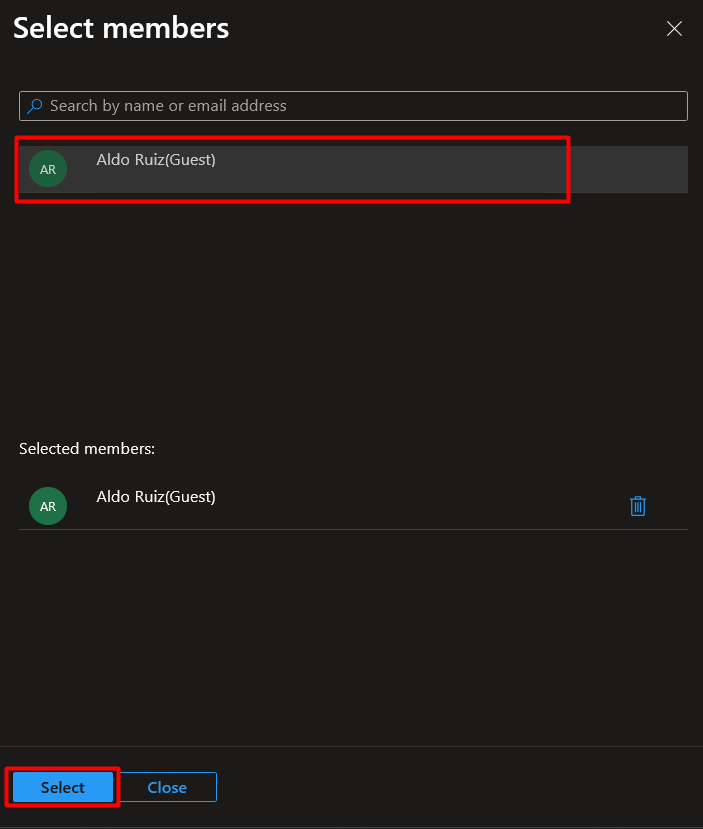 Select members
Search by name or email address
AR
Aldo Ruiz(Guest)
Selected members:
AR
Aldo Ruiz(Guest)
Select
Close